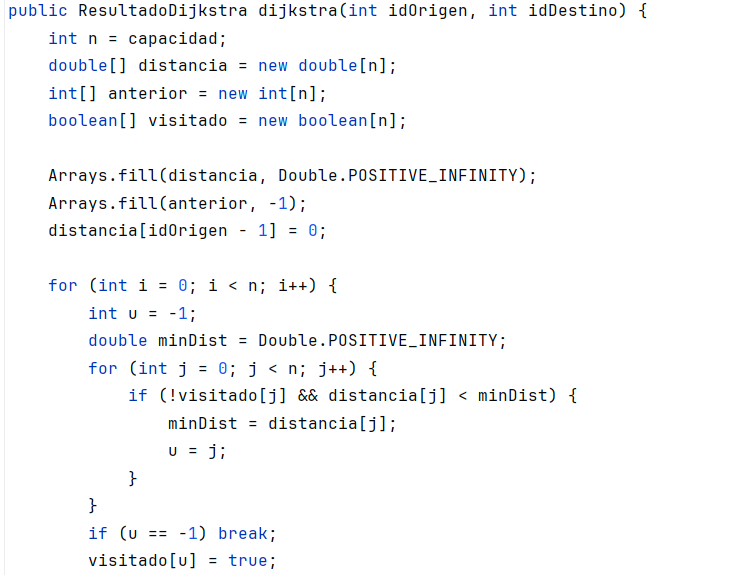 public ResultadoDijkstra dijkstra(int idOrigen, int idDestino) {
    int n = capacidad;
    double[] distancia = new double[n];
    int[] anterior = new int[n];
    boolean[] visitado = new boolean[n];

    Arrays.fill(distancia, Double.POSITIVE_INFINITY);
    Arrays.fill(anterior, -1);
    distancia[idOrigen - 1] = 0;

    for (int i = 0; i < n; i++) {
        int u = -1;
        double minDist = Double.POSITIVE_INFINITY;
        for (int j = 0; j < n; j++) {
            if (!visitado[j] && distancia[j] < minDist) {
                minDist = distancia[j];
                u = j;
            }
        }
        if (u == -1) break;
        visitado[u] = true;